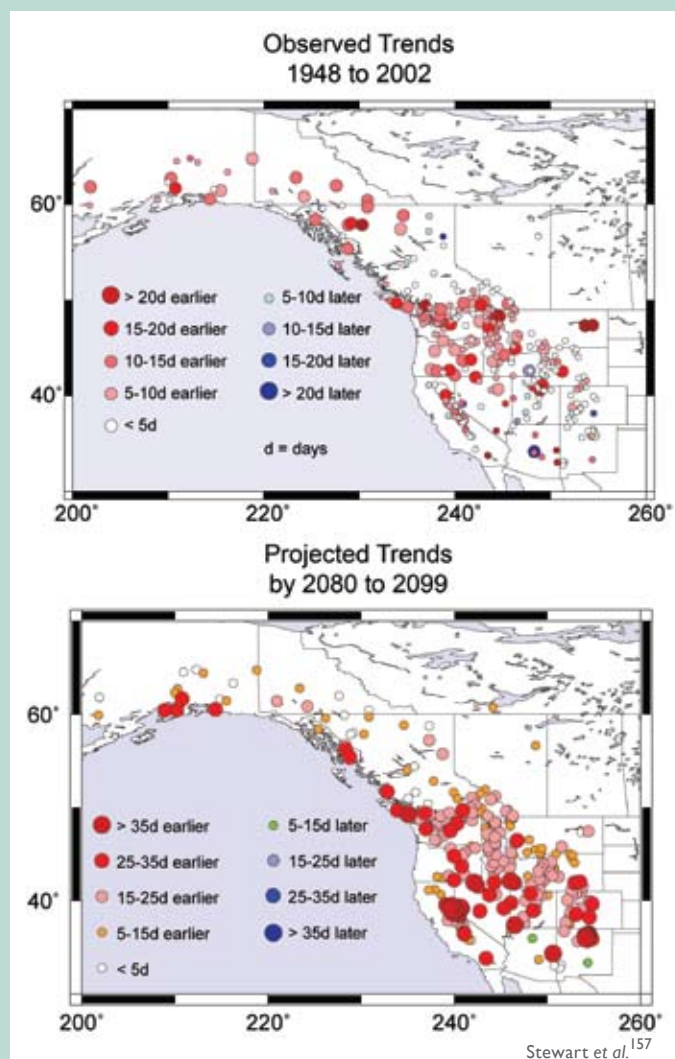 Observed Trends
1948 to 2002
60°
40°
> 20d earlier
15-20d earlier
10-15d earlier
5-10d earlier
< 5d
5-10d later
10-15d later
15-20d later
> 20d later
d = days
200°
220°
240°
260°
Projected Trends
by 2080 to 2099
60°
40°
> 35d earlier
25-35d earlier
15-25d earlier
5-15d earlier
< 5d
5-15d later
15-25d later
25-35d later
> 35d later
200°
220°
240°
260°
Stewart et al.157